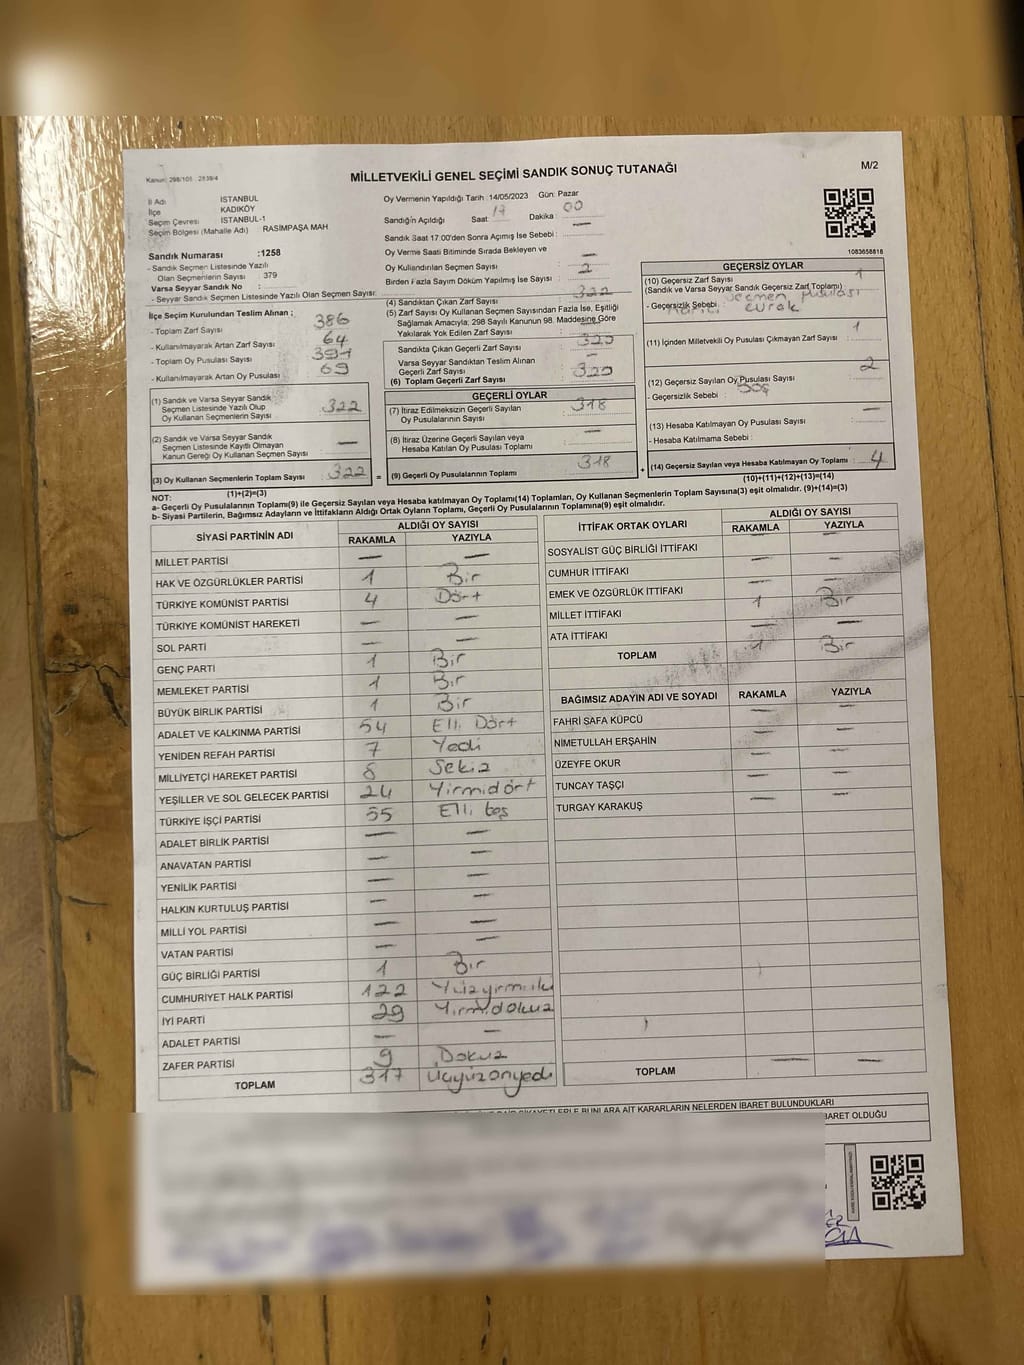 Kanun: 298/105 2839/4
MİLLETVEKİLİ GENEL SEÇİMİ SANDIK SONUÇ TUTANAĞI
M/2
İl Adı İSTANBUL
İlçe KADIKÖY
Seçim Çevresi İSTANBUL-1
Seçim Bölgesi (Mahalle Adı) RASİMPAŞA MAH
Sandık Numarası :1258
- Sandık Seçmen Listesinde Yazılı
Olan Seçmenlerin Sayısı 379
Varsa Seyyar Sandık No :
- Seyyar Sandık Seçmen Listesinde Yazılı Olan Seçmen Sayısı:
İlçe Seçim Kurulundan Teslim Alınan ;
- Toplam Zarf Sayısı 386
- Kullanılmayarak Artan Zarf Sayısı 64
- Toplam Oy Pusulası Sayısı 391
- Kullanılmayarak Artan Oy Pusulası 69
(1) Sandık ve Varsa Seyyar Sandık
Seçmen Listesinde Yazılı Olup
Oy Kullanan Seçmenlerin Sayısı : 322
(2) Sandık ve Varsa Seyyar Sandık
Seçmen Listesinde Kayıtlı Olmayan
Kanun Gereği Oy Kullanan Seçmen Sayısı : —
(3) Oy Kullanan Seçmenlerin Toplam Sayısı : 322
(1)+(2)=(3)
Oy Vermenin Yapıldığı Tarih :14/05/2023 Gün: Pazar
Sandığın Açıldığı Saat: 17 Dakika : 00
Sandık Saat 17:00'den Sonra Açımış İse Sebebi : —
Oy Verme Saati Bitiminde Sırada Bekleyen ve
Oy Kullandırılan Seçmen Sayısı : —
Birden Fazla Sayım Döküm Yapılmış İse Sayısı : 2
(4) Sandıktan Çıkan Zarf Sayısı : 322
(5) Zarf Sayısı Oy Kullanan Seçmen Sayısından Fazla İse, Eşitliği
Sağlamak Amacıyla, 298 Sayılı Kanunun 98. Maddesine Göre
Yakılarak Yok Edilen Zarf Sayısı : —
Sandıkta Çıkan Geçerli Zarf Sayısı : 320
Varsa Seyyar Sandıktan Teslim Alınan
Geçerli Zarf Sayısı : —
(6) Toplam Geçerli Zarf Sayısı : 320
GEÇERLİ OYLAR
(7) İtiraz Edilmeksizin Geçerli Sayılan
Oy Pusulalarının Sayısı : 318
(8) İtiraz Üzerine Geçerli Sayılan veya
Hesaba Katılan Oy Pusulası Toplamı : —
= (9) Geçerli Oy Pusulalarının Toplamı : 318
1083658818
GEÇERSİZ OYLAR
(10) Geçersiz Zarf Sayısı : 1
(Sandık ve Varsa Seyyar Sandık Geçersiz Zarf Toplamı)
- Geçersizlik Sebebi : Seçmen pusulası
harici evrak
(11) İçinden Milletvekili Oy Pusulası Çıkmayan Zarf Sayısı : 1
(12) Geçersiz Sayılan Oy Pusulası Sayısı : 2
- Geçersizlik Sebebi : Boş
(13) Hesaba Katılmayan Oy Pusulası Sayısı : —
- Hesaba Katılmama Sebebi :
+ (14) Geçersiz Sayılan veya Hesaba Katılmayan Oy Toplamı : 4
(10)+(11)+(12)+(13)=(14)
NOT:
a- Geçerli Oy Pusulalarının Toplamı(9) ile Geçersiz Sayılan veya Hesaba katılmayan Oy Toplamı(14) Toplamları, Oy Kullanan Seçmenlerin Toplam Sayısına(3) eşit olmalıdır. (9)+(14)=(3)
b- Siyasi Partilerin, Bağımsız Adayların ve İttifakların Aldığı Oyların Toplamı, Geçerli Oy Pusulalarının Toplamına(9) eşit olmalıdır.
SİYASİ PARTİNİN ADI ALDIĞI OY SAYISI
RAKAMLA YAZIYLA
MİLLET PARTİSİ — —
HAK VE ÖZGÜRLÜKLER PARTİSİ 1 Bir
TÜRKİYE KOMÜNİST PARTİSİ 4 Dört
TÜRKİYE KOMÜNİST HAREKETİ — —
SOL PARTİ — —
GENÇ PARTİ 1 Bir
MEMLEKET PARTİSİ 1 Bir
BÜYÜK BİRLİK PARTİSİ 1 Bir
ADALET VE KALKINMA PARTİSİ 54 Elli Dört
YENİDEN REFAH PARTİSİ 7 Yedi
MİLLİYETÇİ HAREKET PARTİSİ 8 Sekiz
YEŞİLLER VE SOL GELECEK PARTİSİ 24 Yirmidört
TÜRKİYE İŞÇİ PARTİSİ 55 Elli beş
ADALET BİRLİK PARTİSİ — —
ANAVATAN PARTİSİ — —
YENİLİK PARTİSİ — —
HALKIN KURTULUŞ PARTİSİ — —
MİLLİ YOL PARTİSİ — —
VATAN PARTİSİ — —
GÜÇ BİRLİĞİ PARTİSİ 1 Bir
CUMHURİYET HALK PARTİSİ 122 Yüzyirmiiki
İYİ PARTİ 29 Yirmidokuz
ADALET PARTİSİ — —
ZAFER PARTİSİ 9 Dokuz
TOPLAM 317 Üçyüzonyedi
İTTİFAK ORTAK OYLARI ALDIĞI OY SAYISI
RAKAMLA YAZIYLA
SOSYALİST GÜÇ BİRLİĞİ İTTİFAKI — —
CUMHUR İTTİFAKI — —
EMEK VE ÖZGÜRLÜK İTTİFAKI — —
MİLLET İTTİFAKI 1 Bir
ATA İTTİFAKI — —
TOPLAM 1 Bir
BAĞIMSIZ ADAYIN ADI VE SOYADI RAKAMLA YAZIYLA
FAHRİ SAFA KÜPCÜ — —
NİMETULLAH ERŞAHİN — —
ÜZEYFE OKUR — —
TUNCAY TAŞÇI — —
TURGAY KARAKUŞ — —
TOPLAM — —
BUNLARA AİT KARARLARIN NELERDEN İBARET BULUNDUKLARI
BARET OLDUĞU